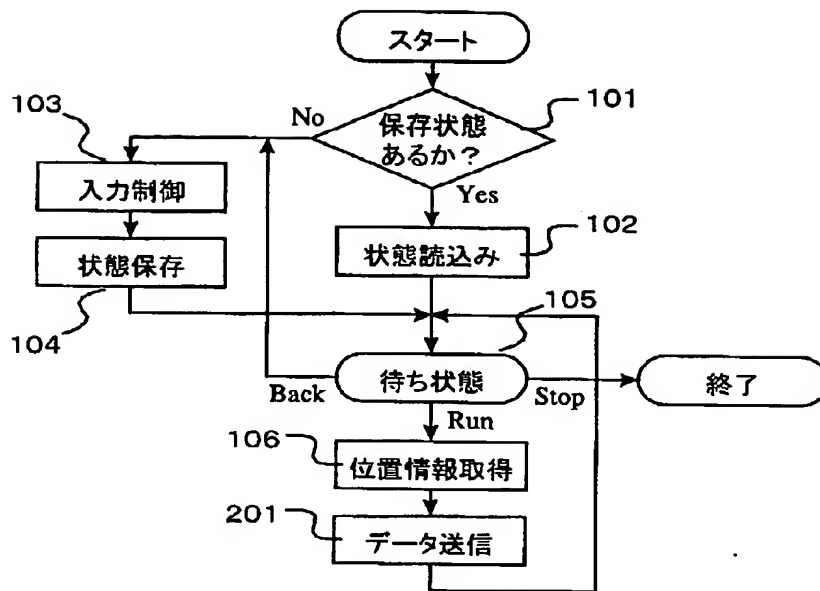 スタート
101
保存状態
あるか？
No
103
Yes
入力制御
状態読込み
102
状態保存
104
105
待ち状態
Back
Stop
終了
Run
106
位置情報取得
201
データ送信